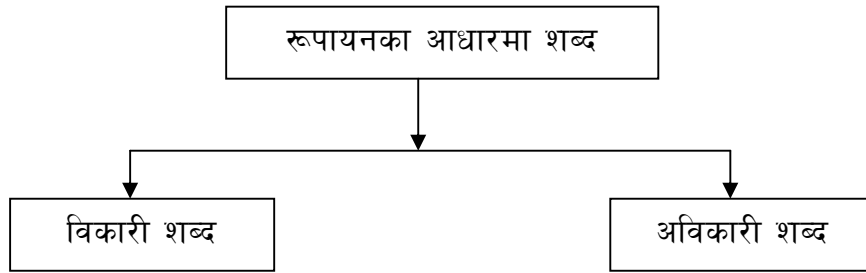 रूपायनका आधारमा शब्द
विकारी शब्द
अविकारी शब्द